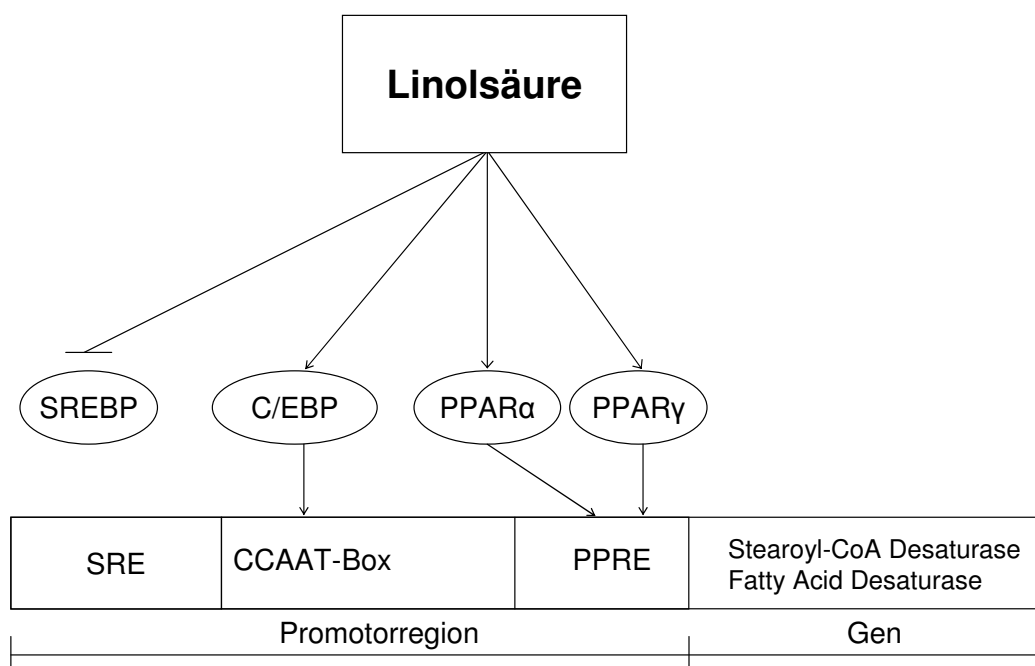 Linolsäure
SREBP
C/EBP
PPARα
PPARγ
SRE
CCAAT-Box
PPRE
Stearoyl-CoA Desaturase
Fatty Acid Desaturase
Promotorregion
Gen